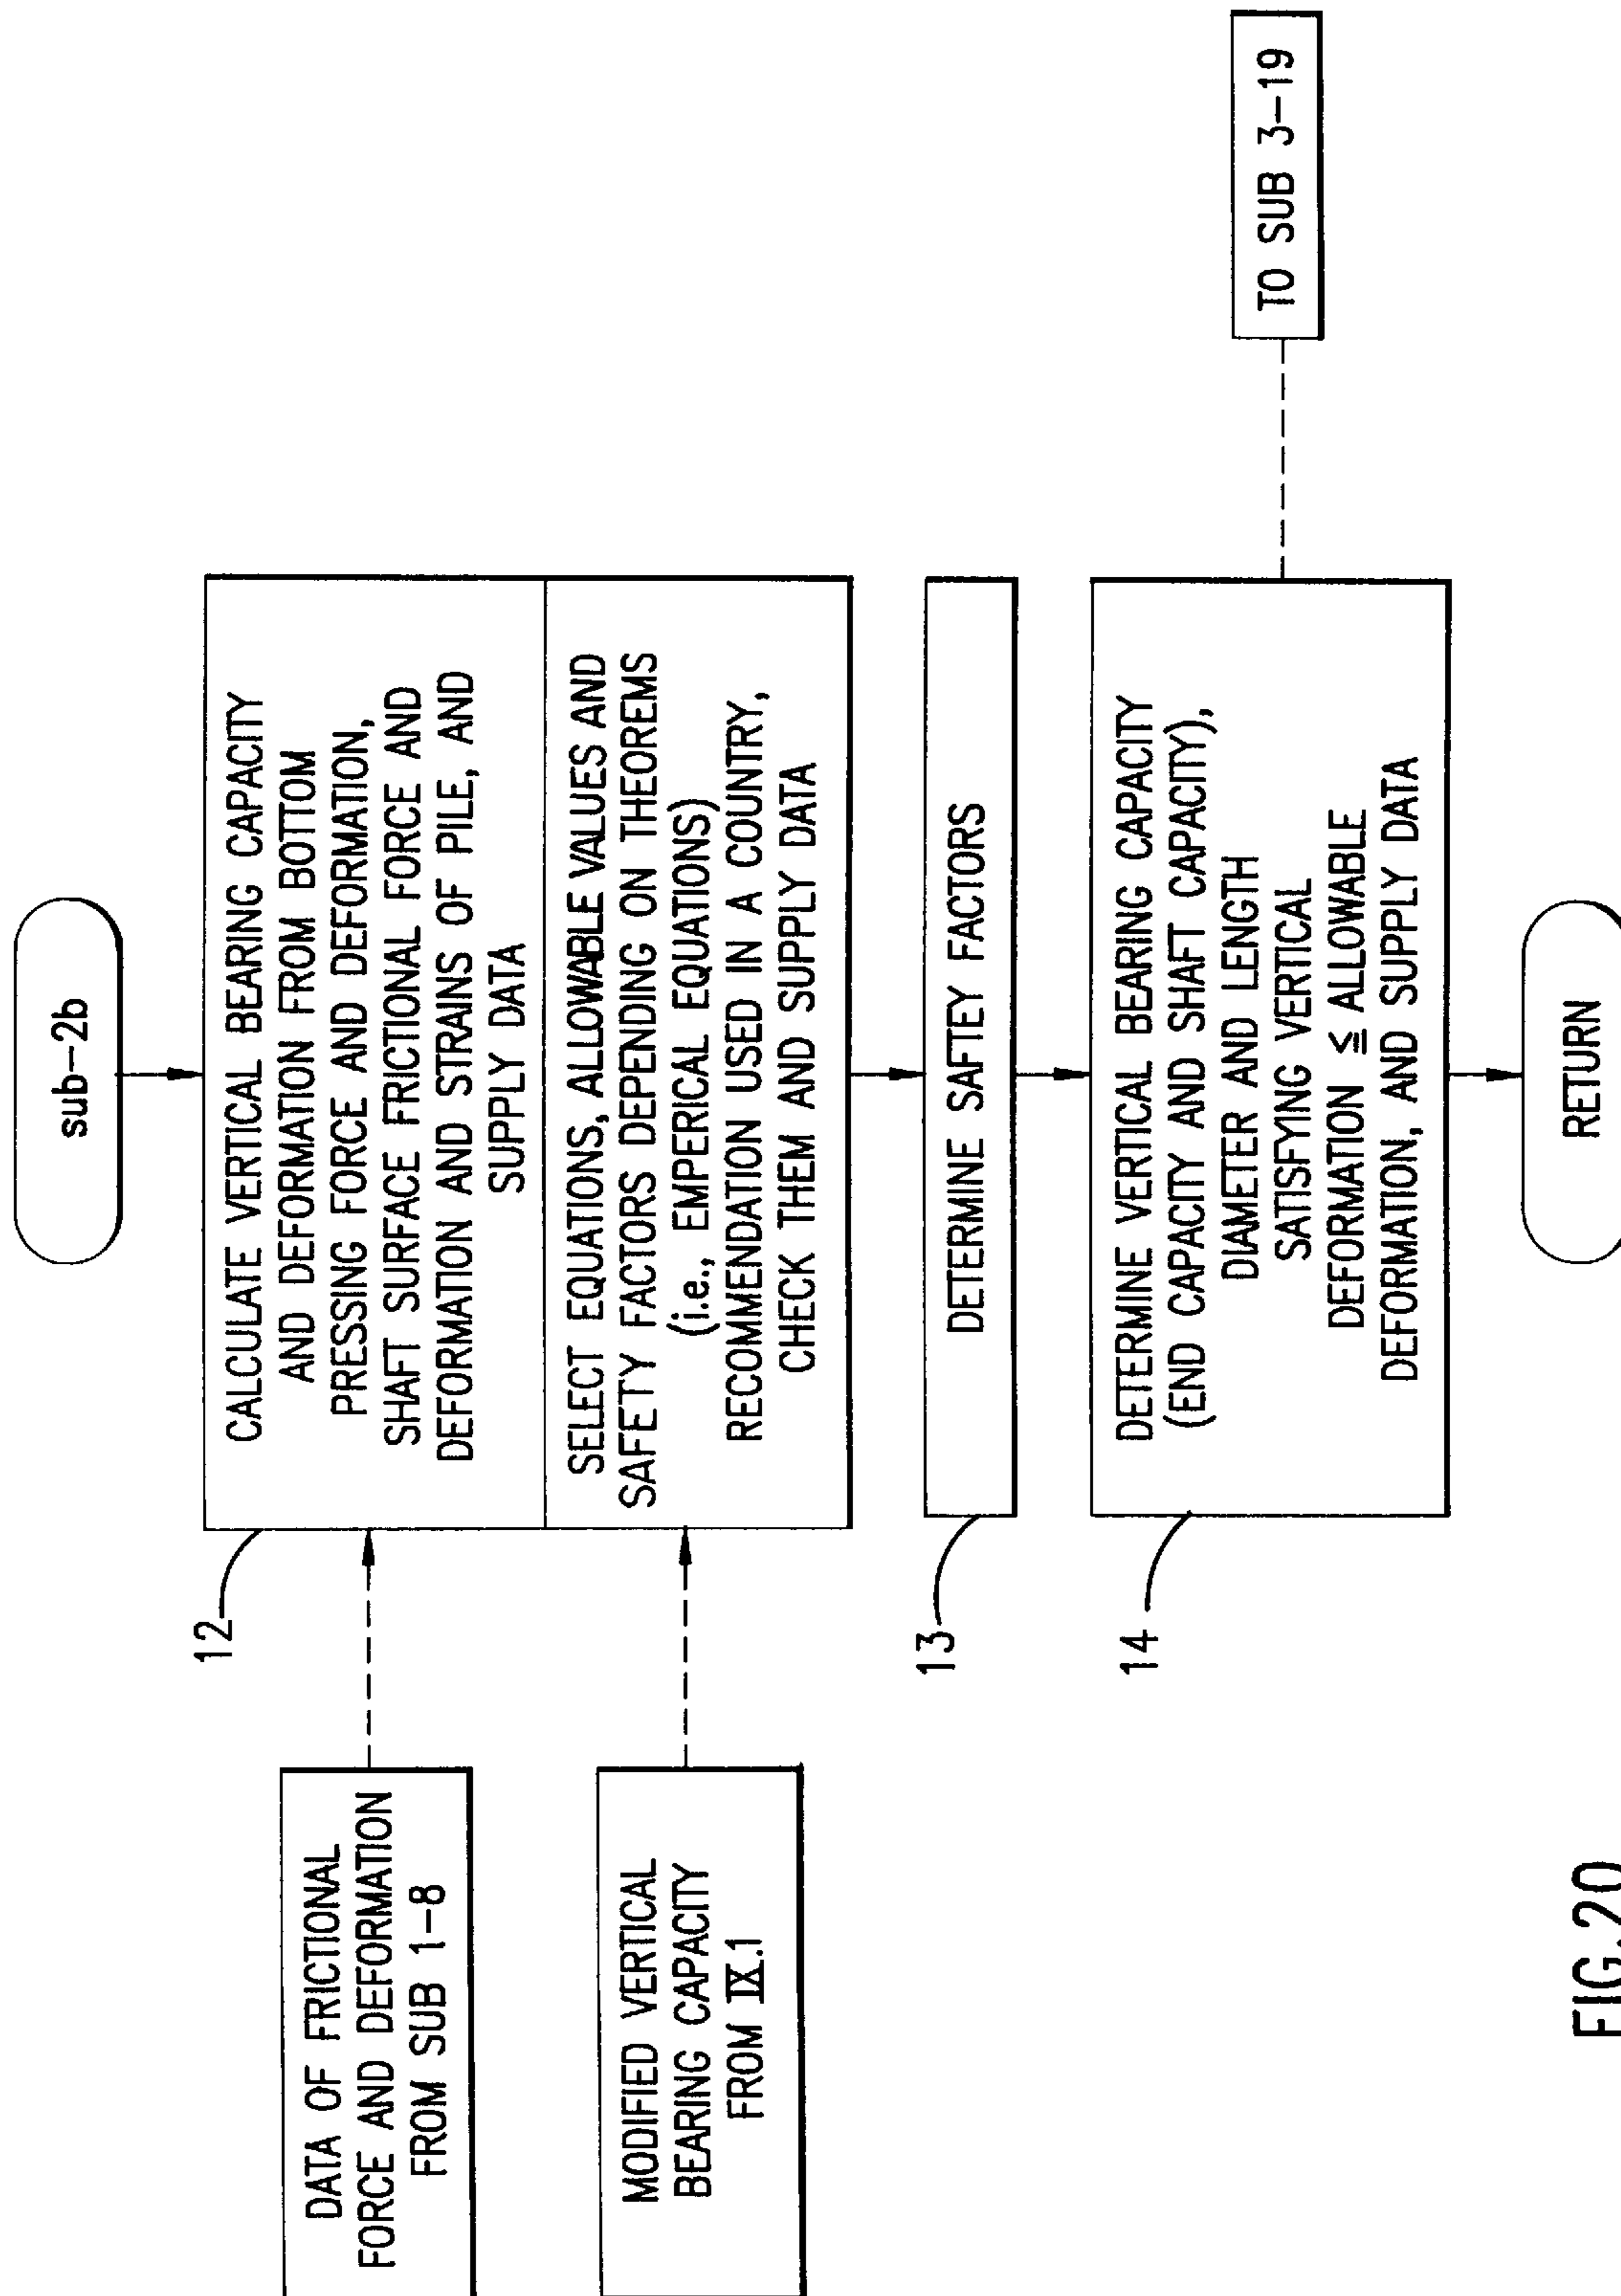 sub-2b
DATA OF FRICTIONAL
FORCE AND DEFORMATION
FROM SUB 1-8
12
CALCULATE VERTICAL BEARING CAPACITY
AND DEFORMATION FROM BOTTOM
PRESSING FORCE AND DEFORMATION,
SHAFT SURFACE FRICTIONAL FORCE AND
DEFORMATION AND STRAINS OF PILE, AND
SUPPLY DATA
MODIFIED VERTICAL
BEARING CAPACITY
FROM IX.1
SELECT EQUATIONS, ALLOWABLE VALUES AND
SAFETY FACTORS DEPENDING ON THEOREMS
(i.e., EMPERICAL EQUATIONS)
RECOMMENDATION USED IN A COUNTRY,
CHECK THEM AND SUPPLY DATA
13
DETERMINE SAFTIEY FACTORS
14
DETERMINE VERTICAL BEARING CAPACITY
(END CAPACITY AND SHAFT CAPACITY),
DIAMETER AND LENGTH
SATISFYING VERTICAL
DEFORMATION ≦ ALLOWABLE
DEFORMATION, AND SUPPLY DATA
TO SUB 3-19
RETURN
FIG.20